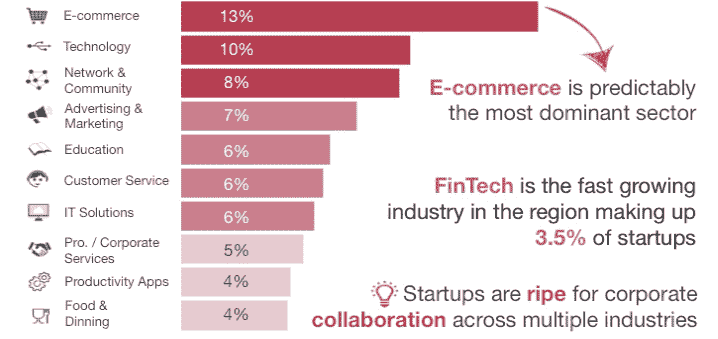 E-commerce 13%
Technology 10%
Network &
Community 8%
Advertising &
Marketing 7%
Education 6%
Customer Service 6%
IT Solutions 6%
Pro. / Corporate
Services 5%
Productivity Apps 4%
Food &
Dinning 4%
E-commerce is predictably
the most dominant sector
FinTech is the fast growing
industry in the region making up
3.5% of startups
Startups are ripe for corporate
collaboration across multiple industries